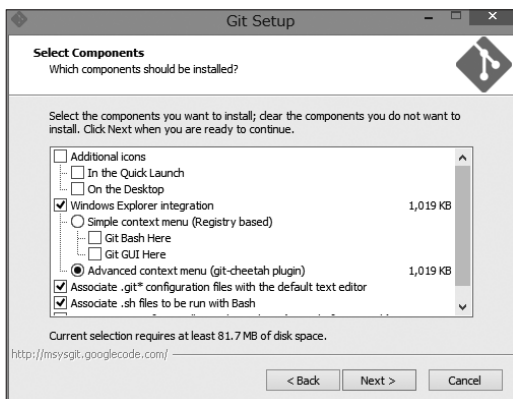 Git Setup
Select Components
Which components should be installed?
Select the components you want to install; clear the components you do not want to
install. Click Next when you are ready to continue.
Additional icons
In the Quick Launch
On the Desktop
Windows Explorer integration 1,019 KB
Simple context menu (Registry based)
Git Bash Here
Git GUI Here
Advanced context menu (git-cheetah plugin) 1,019 KB
Associate .git* configuration files with the default text editor
Associate .sh files to be run with Bash
Current selection requires at least 81.7 MB of disk space.
http://msysgit.googlecode.com/
< Back Next > Cancel